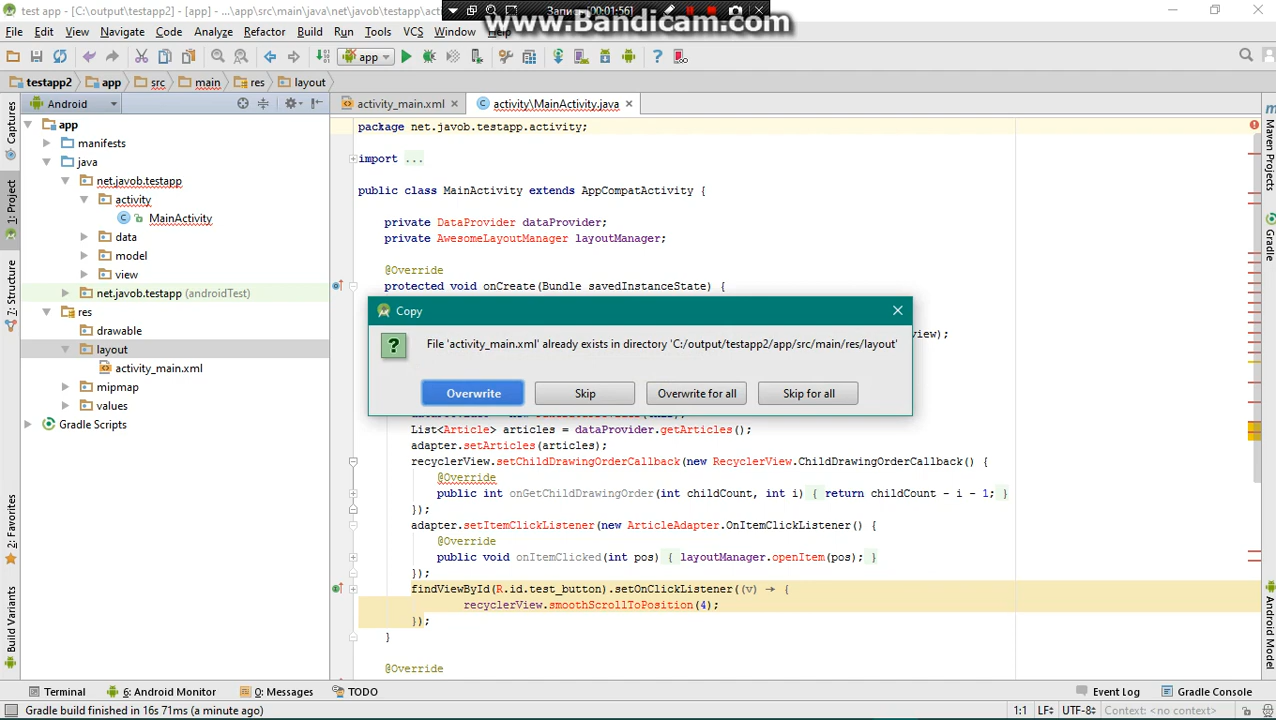 test app - [C:\output\testapp2] - [app] - ...\app\src\main\java\net\javob\testapp\acti
Запись [00:01:56]
www.Bandicam.com
File Edit View Navigate Code Analyze Refactor Build Run Tools VCS Window
app
testapp2 app src main res layout
Android
activity_main.xml
activity\MainActivity.java
Captures
1: Project
7: Structure
2: Favorites
Build Variants
app
manifests
java
net.javob.testapp
activity
MainActivity
data
model
view
net.javob.testapp (androidTest)
res
drawable
layout
activity_main.xml
mipmap
values
Gradle Scripts
package net.javob.testapp.activity;
import ...
public class MainActivity extends AppCompatActivity {
private DataProvider dataProvider;
private AwesomeLayoutManager layoutManager;
@Override
protected void onCreate(Bundle savedInstanceState) {
view);
Copy
File 'activity_main.xml' already exists in directory 'C:/output/testapp2/app/src/main/res/layout'
Overwrite Skip Overwrite for all Skip for all
List<Article> articles = dataProvider.getArticles();
adapter.setArticles(articles);
recyclerView.setChildDrawingOrderCallback(new RecyclerView.ChildDrawingOrderCallback() {
@Override
public int onGetChildDrawingOrder(int childCount, int i) { return childCount - i - 1; }
});
adapter.setItemClickListener(new ArticleAdapter.OnItemClickListener() {
@Override
public void onItemClicked(int pos) { layoutManager.openItem(pos); }
});
findViewById(R.id.test_button).setOnClickListener((v) → {
recyclerView.smoothScrollToPosition(4);
});
}
@Override
Maven Projects
Gradle
Android Model
Terminal 6: Android Monitor 0: Messages TODO Event Log Gradle Console
Gradle build finished in 16s 71ms (a minute ago) 1:1 LF UTF-8 Context: <no context>